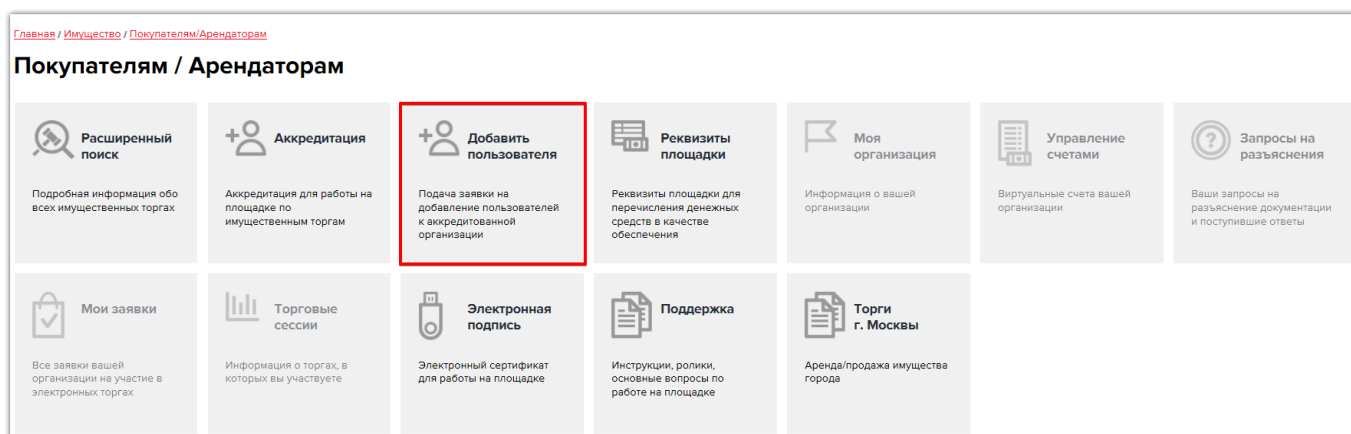 Главная / Имущество / Покупателям/Арендаторам
Покупателям / Арендаторам
Расширенный
поиск
Подробная информация обо
всех имущественных торгах
Аккредитация
Аккредитация для работы на
площадке по
имущественным торгам
Добавить
пользователя
Подача заявки на
добавление пользователей
к аккредитованной
организации
Реквизиты
площадки
Реквизиты площадки для
перечисления денежных
средств в качестве
обеспечения
Моя
организация
Информация о вашей
организации
Управление
счетами
Виртуальные счета вашей
организации
Запросы на
разъяснения
Ваши запросы на
разъяснение документации
и поступившие ответы
Мои заявки
Все заявки вашей
организации на участие в
электронных торгах
Торговые
сессии
Информация о торгах, в
которых вы участвуете
Электронная
подпись
Электронный сертификат
для работы на площадке
Поддержка
Инструкции, ролики,
основные вопросы по
работе на площадке
Торги
г. Москвы
Аренда/продажа имущества
города